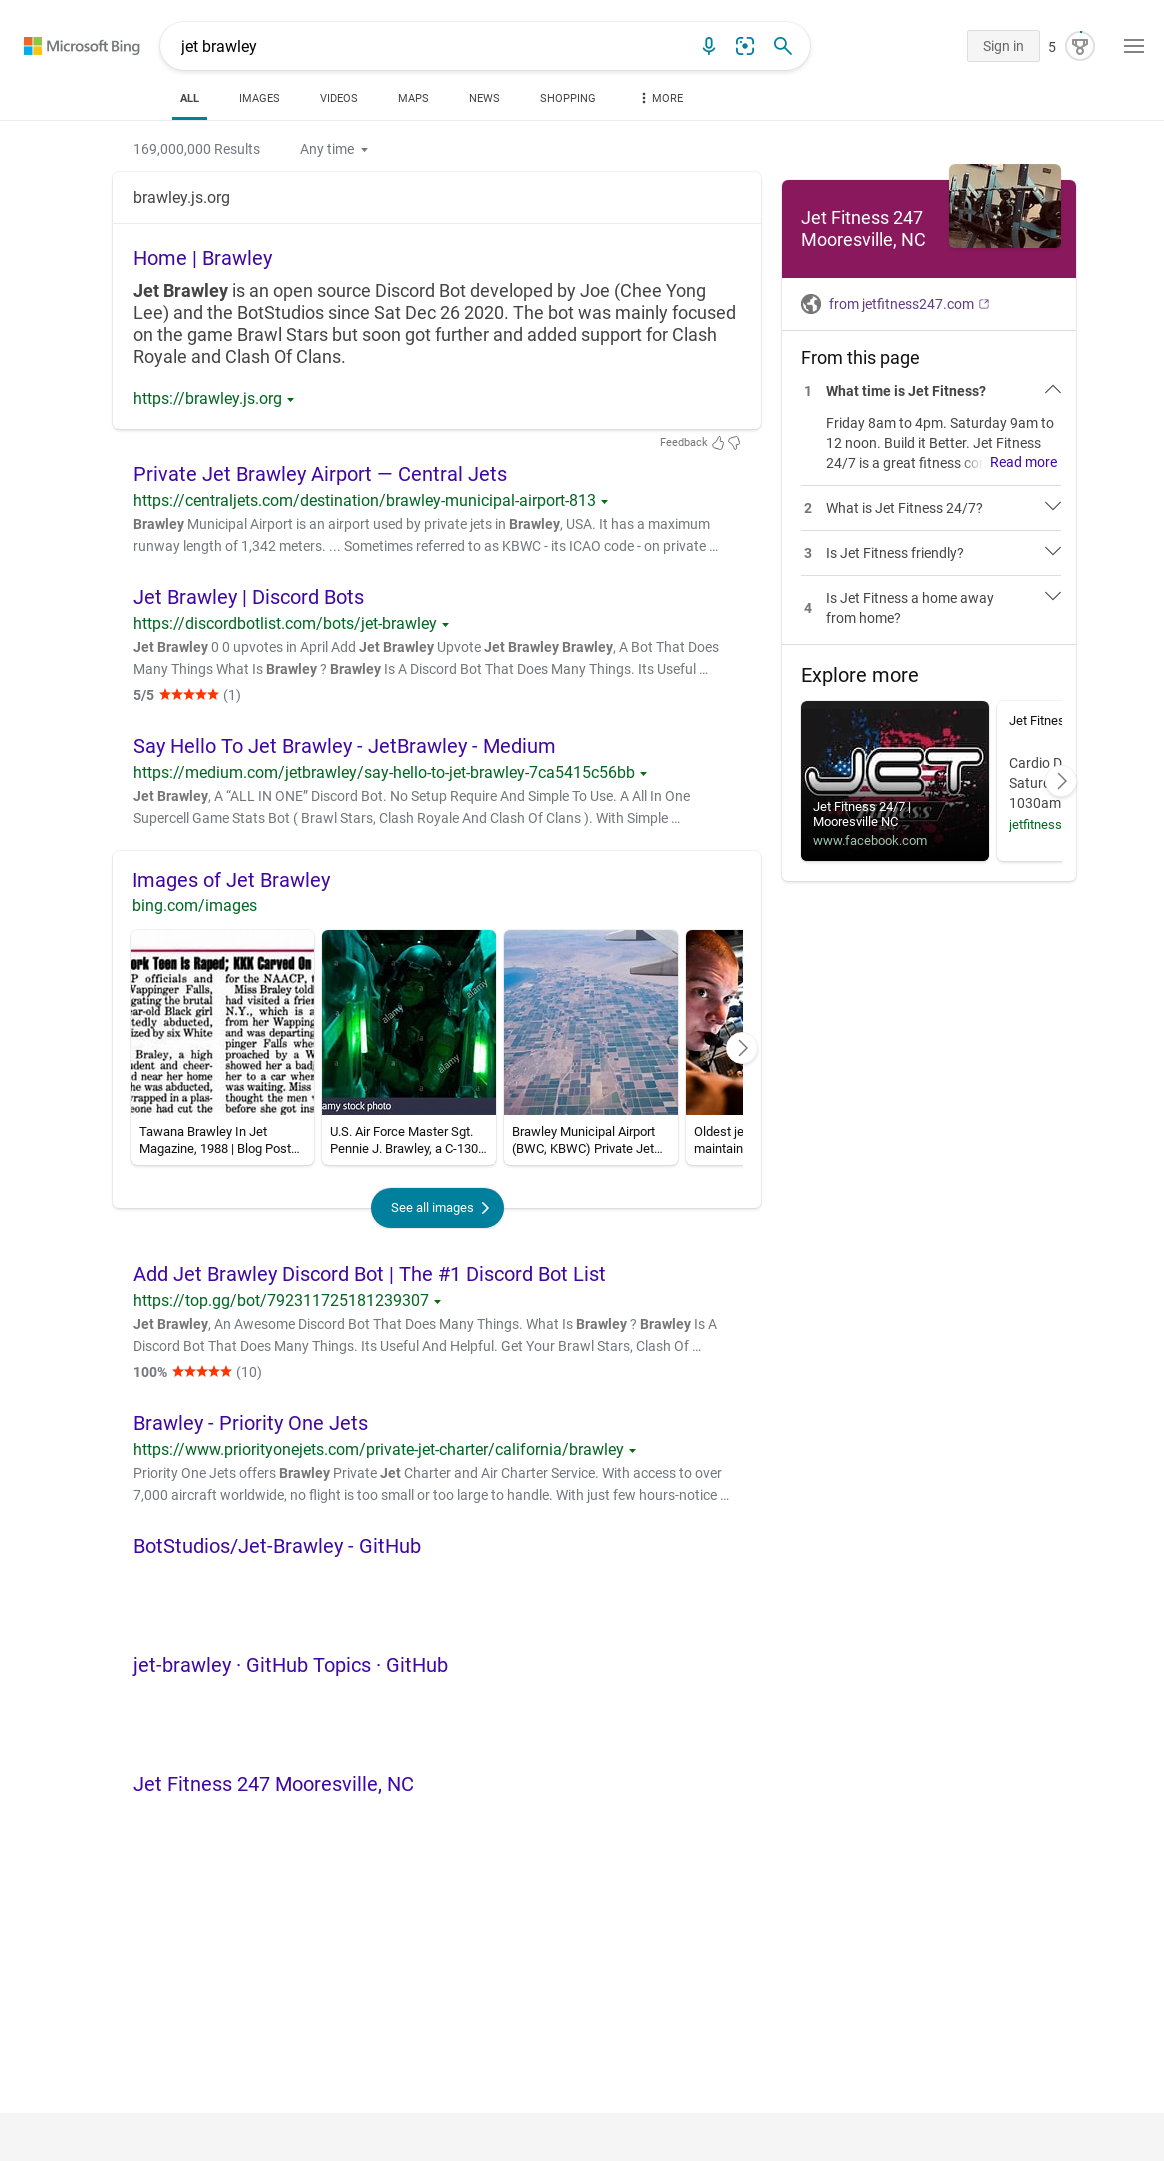 Microsoft Bing
jet brawley
Sign in
5
ALL
IMAGES
VIDEOS
MAPS
NEWS
SHOPPING
MORE
169,000,000 Results
Any time
brawley.js.org
Home | Brawley
Jet Brawley is an open source Discord Bot developed by Joe (Chee Yong
Lee) and the BotStudios since Sat Dec 26 2020. The bot was mainly focused
on the game Brawl Stars but soon got further and added support for Clash
Royale and Clash Of Clans.
https://brawley.js.org
Feedback
Private Jet Brawley Airport — Central Jets
https://centraljets.com/destination/brawley-municipal-airport-813
Brawley Municipal Airport is an airport used by private jets in Brawley, USA. It has a maximum
runway length of 1,342 meters. ... Sometimes referred to as KBWC - its ICAO code - on private …
Jet Brawley | Discord Bots
https://discordbotlist.com/bots/jet-brawley
Jet Brawley 0 0 upvotes in April Add Jet Brawley Upvote Jet Brawley Brawley, A Bot That Does
Many Things What Is Brawley ? Brawley Is A Discord Bot That Does Many Things. Its Useful …
5/5 (1)
Say Hello To Jet Brawley - JetBrawley - Medium
https://medium.com/jetbrawley/say-hello-to-jet-brawley-7ca5415c56bb
Jet Brawley, A “ALL IN ONE” Discord Bot. No Setup Require And Simple To Use. A All In One
Supercell Game Stats Bot ( Brawl Stars, Clash Royale And Clash Of Clans ). With Simple …
Images of Jet Brawley
bing.com/images
ork Teen Is Raped; KKK Carved On
P officials and
Wappinger Falls,
gating the brutal
ear-old Black girl
tedly abducted,
ized by six White
Braley, a high
dent and cheer-
d near her home
he was abducted,
wrapped in a plas-
eone had cut the
for the NAACP, t
Miss Braley told
had visited a frier
N.Y., which is a
from her Wapping
and was departing
pinger Falls whe
proached by a W
showed her a bad
her to a car wher
was waiting. Miss
thought the men
before she got ins
alamy
alamy
amy stock photo
Tawana Brawley In Jet
Magazine, 1988 | Blog Post…
U.S. Air Force Master Sgt.
Pennie J. Brawley, a C-130…
Brawley Municipal Airport
(BWC, KBWC) Private Jet…
Oldest je
maintain
See all images
Add Jet Brawley Discord Bot | The #1 Discord Bot List
https://top.gg/bot/792311725181239307
Jet Brawley, An Awesome Discord Bot That Does Many Things. What Is Brawley ? Brawley Is A
Discord Bot That Does Many Things. Its Useful And Helpful. Get Your Brawl Stars, Clash Of …
100% (10)
Brawley - Priority One Jets
https://www.priorityonejets.com/private-jet-charter/california/brawley
Priority One Jets offers Brawley Private Jet Charter and Air Charter Service. With access to over
7,000 aircraft worldwide, no flight is too small or too large to handle. With just few hours-notice …
BotStudios/Jet-Brawley - GitHub
jet-brawley · GitHub Topics · GitHub
Jet Fitness 247 Mooresville, NC
Jet Fitness 247
Mooresville, NC
from jetfitness247.com
From this page
1 What time is Jet Fitness?
Friday 8am to 4pm. Saturday 9am to
12 noon. Build it Better. Jet Fitness
24/7 is a great fitness co Read more
2 What is Jet Fitness 24/7?
3 Is Jet Fitness friendly?
4 Is Jet Fitness a home away
from home?
Explore more
JET
Fitness
24/7
Jet Fitness 24/7 |
Mooresville NC
www.facebook.com
Jet Fitnes
Cardio D
Saturd
1030am
jetfitness